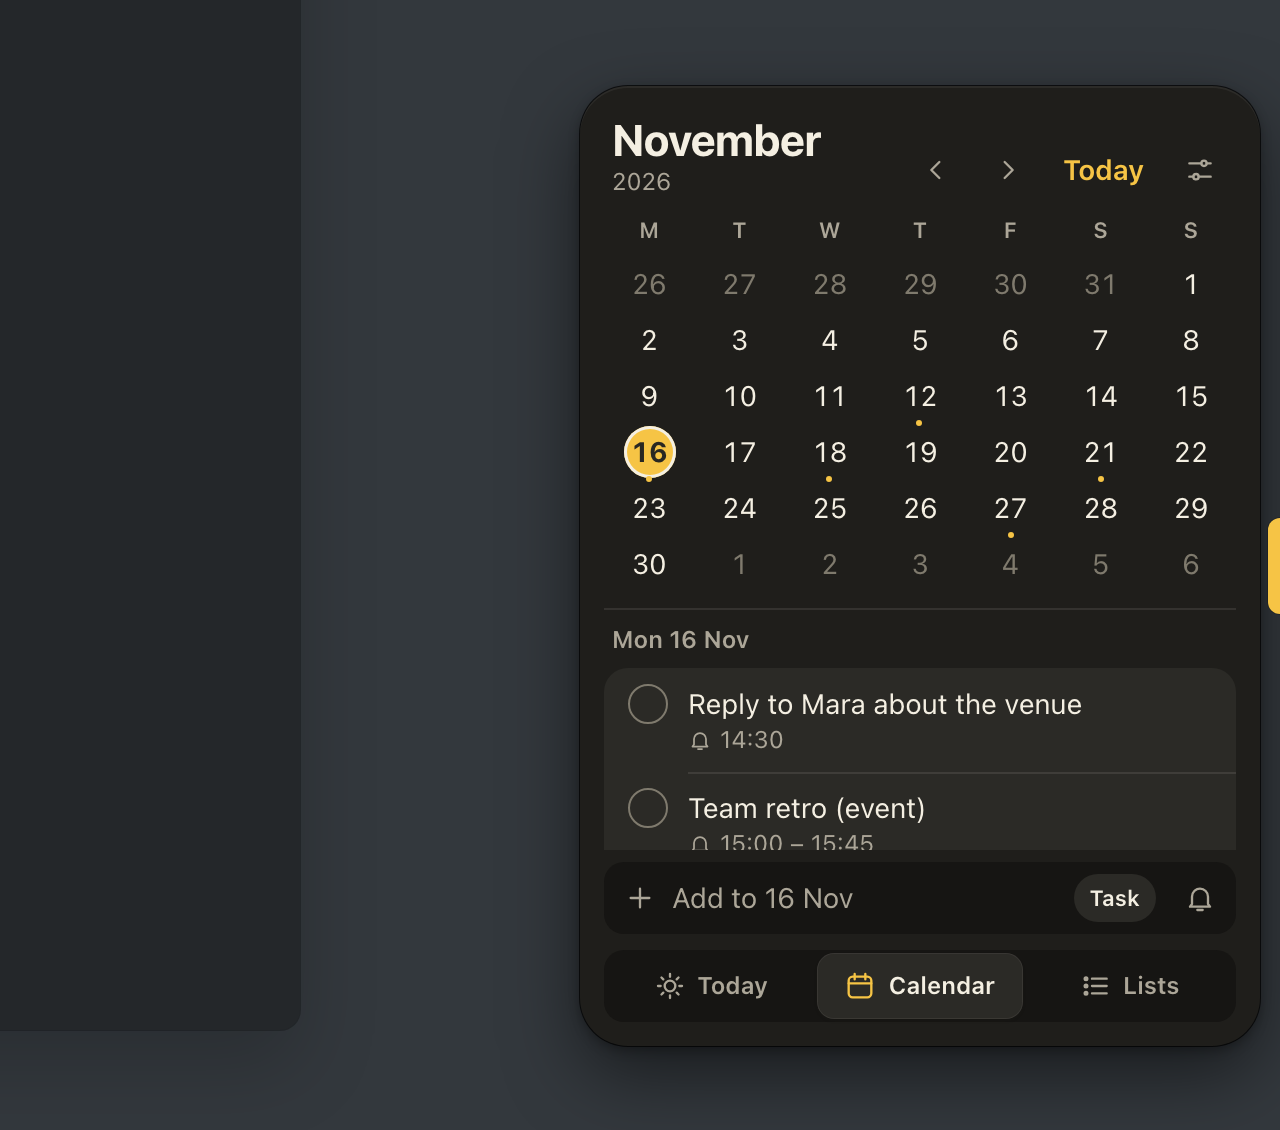 November
2026
Today
M T W T F S S
26 27 28 29 30 31 1
2 3 4 5 6 7 8
9 10 11 12 13 14 15
16 17 18 19 20 21 22
23 24 25 26 27 28 29
30 1 2 3 4 5 6
Mon 16 Nov
Reply to Mara about the venue
14:30
Team retro (event)
15:00 – 15:45
Add to 16 Nov
Task
Today
Calendar
Lists